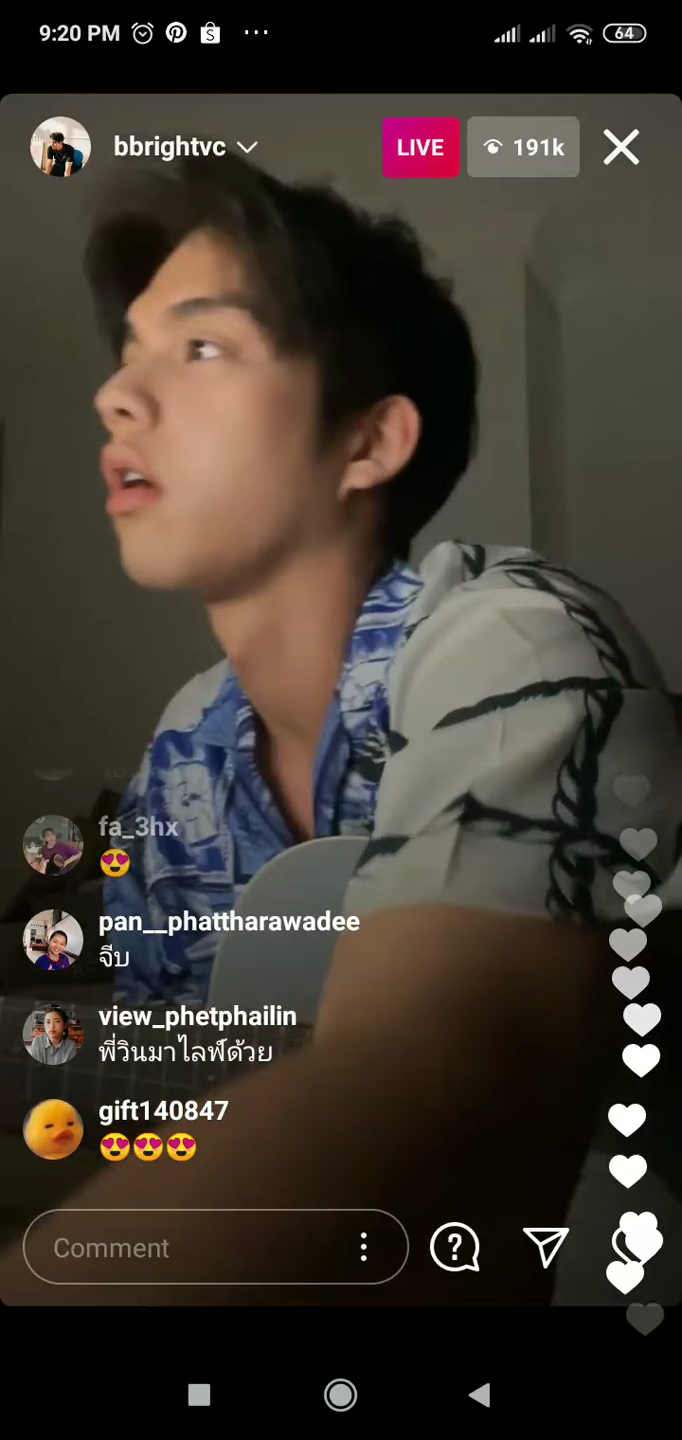 9:20 PM
64
bbrightvc
LIVE
191k
fa_3hx
😍
pan__phattharawadee
จีบ
view_phetphailin
พี่วินมาไลฟ์ด้วย
gift140847
😍😍😍
Comment